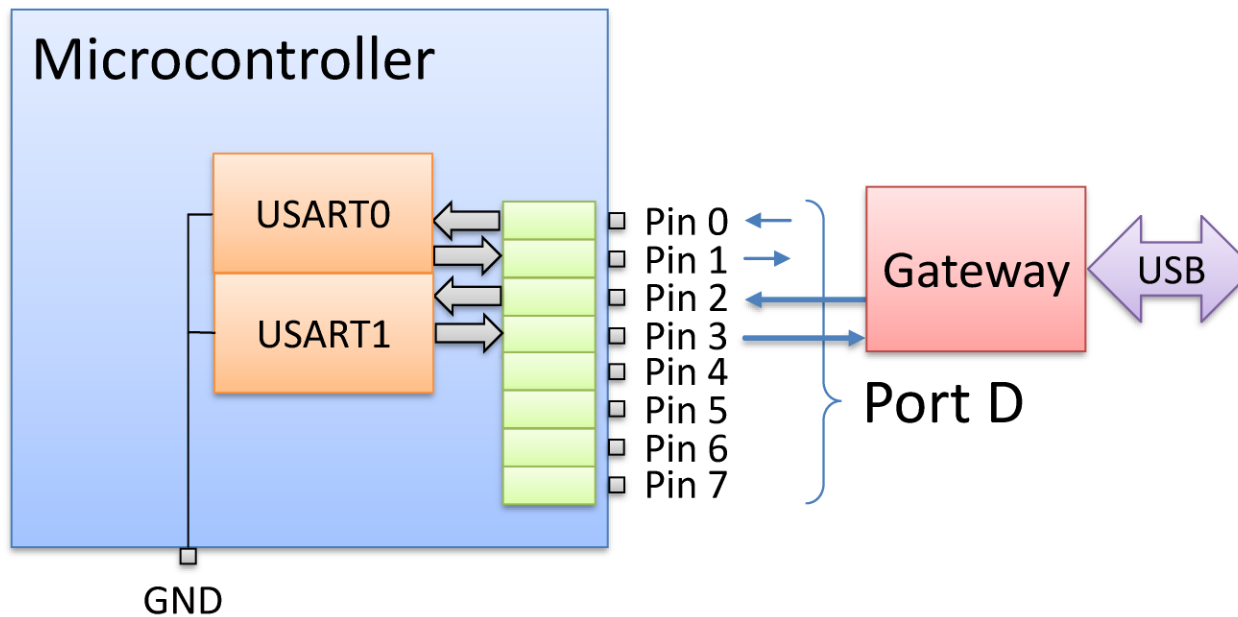 Microcontroller
USART0
USART1
Pin 0
Pin 1
Pin 2
Pin 3
Pin 4
Pin 5
Pin 6
Pin 7
Gateway
USB
Port D
GND